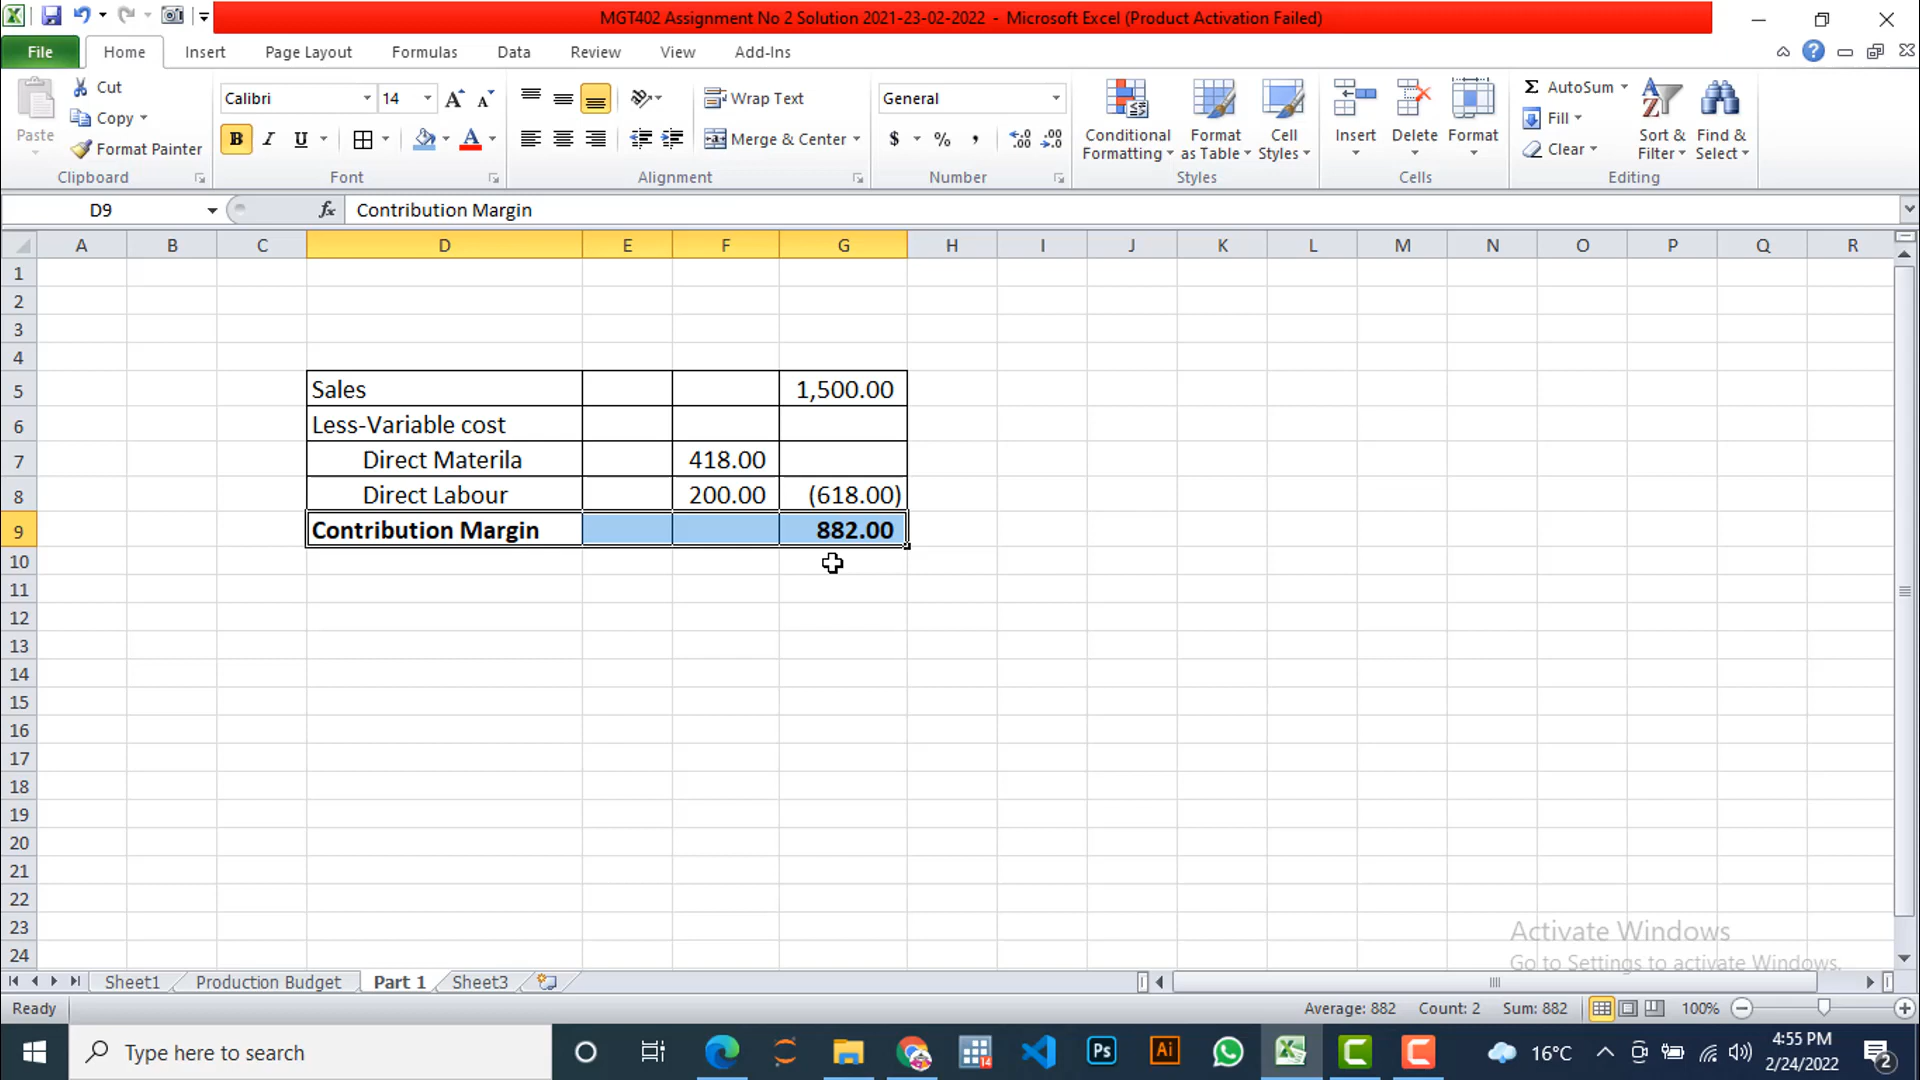 MGT402 Assignment No 2 Solution 2021-23-02-2022 - Microsoft Excel (Product Activation Failed)
File Home Insert Page Layout Formulas Data Review View Add-Ins
Paste
Cut
Copy
Format Painter
Clipboard
Calibri 14
B I U
Font
Wrap Text
Merge & Center
Alignment
General
$ % ,
Number
Conditional Formatting
Format as Table
Cell Styles
Styles
Insert Delete Format
Cells
AutoSum
Fill
Clear
Sort & Filter
Find & Select
Editing
D9 fx Contribution Margin
A B C D E F G H I J K L M N O P Q R
1
2
3
4
5 Sales 1,500.00
6 Less-Variable cost
7 Direct Materila 418.00
8 Direct Labour 200.00 (618.00)
9 Contribution Margin 882.00
10
11
12
13
14
15
16
17
18
19
20
21
22
23
24
Activate Windows
Go to Settings to activate Windows.
Sheet1 Production Budget Part 1 Sheet3
Ready Average: 882 Count: 2 Sum: 882 100%
Type here to search Ps Ai 14 16°C 4:55 PM
2/24/2022 2